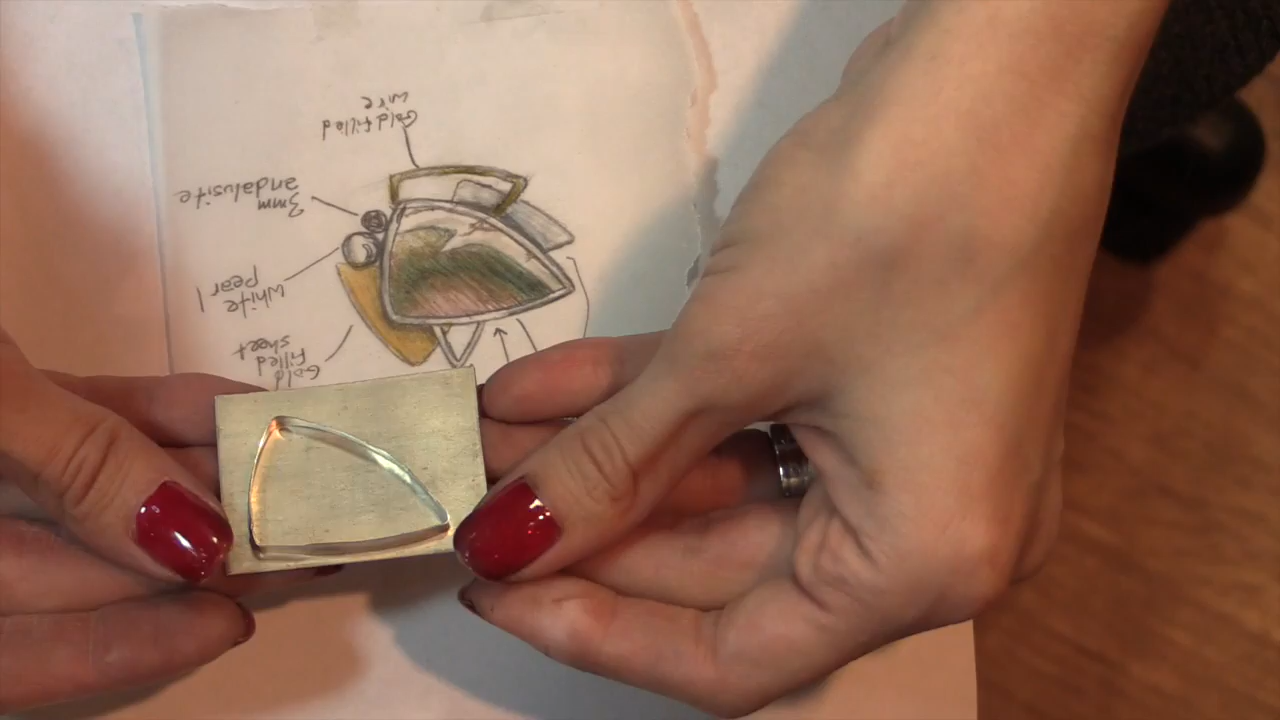 Gold
filled
sheet
white
pearl
3mm
andalusite
Gold filled
wire